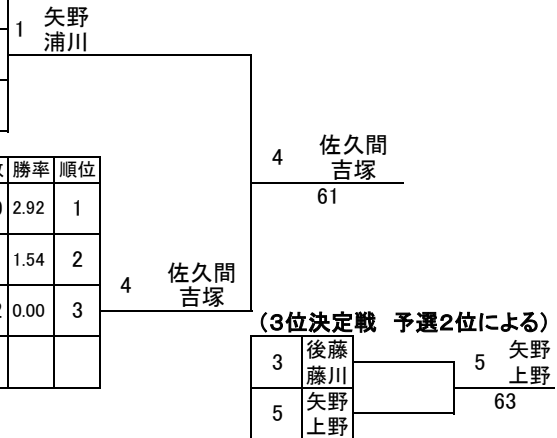 1 矢野
浦川
4 佐久間
吉塚
61
勝率 順位
2.92 1
1.54 2
0.00 3
4 佐久間
吉塚
(3位決定戦 予選2位による)
3 後藤
藤川
5 矢野
上野
5 矢野
上野
63